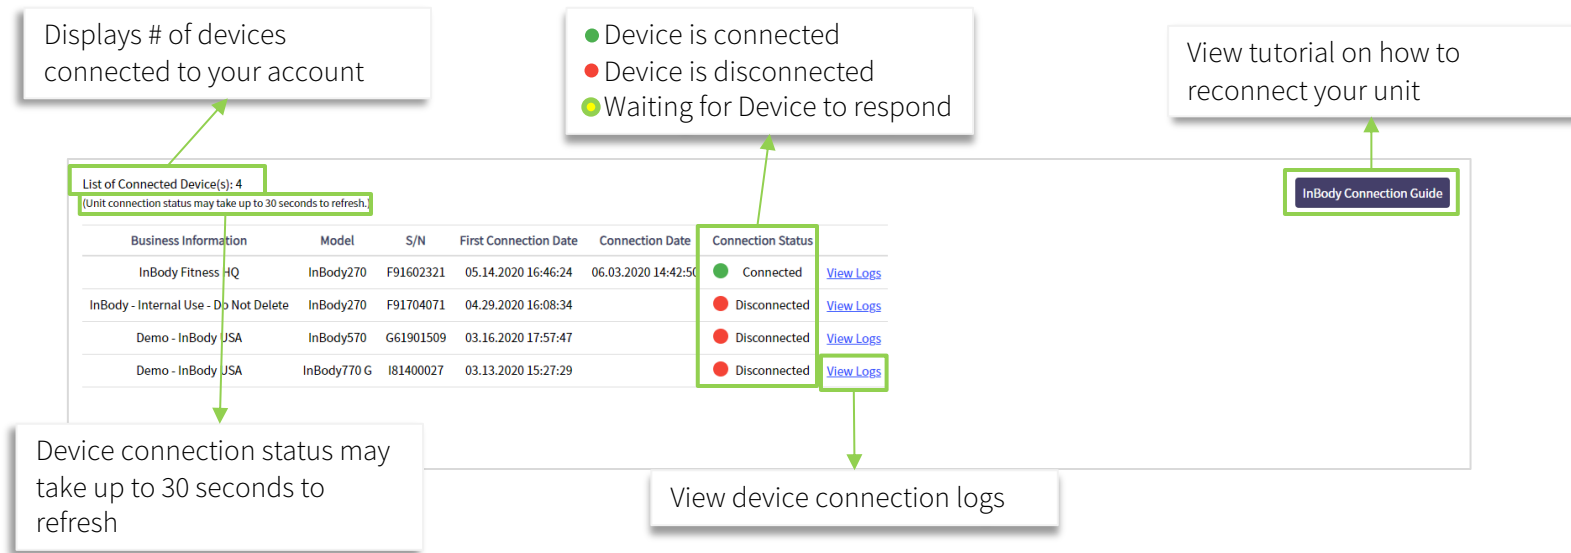 Displays # of devices
connected to your account
Device is connected
Device is disconnected
Waiting for Device to respond
View tutorial on how to
reconnect your unit
List of Connected Device(s): 4
(Unit connection status may take up to 30 seconds to refresh.)
InBody Connection Guide
Business Information Model S/N First Connection Date Connection Date Connection Status
InBody Fitness HQ InBody270 F91602321 05.14.2020 16:46:24 06.03.2020 14:42:50 Connected View Logs
InBody - Internal Use - Do Not Delete InBody270 F91704071 04.29.2020 16:08:34 Disconnected View Logs
Demo - InBody USA InBody570 G61901509 03.16.2020 17:57:47 Disconnected View Logs
Demo - InBody USA InBody770 G I81400027 03.13.2020 15:27:29 Disconnected View Logs
Device connection status may
take up to 30 seconds to
refresh
View device connection logs